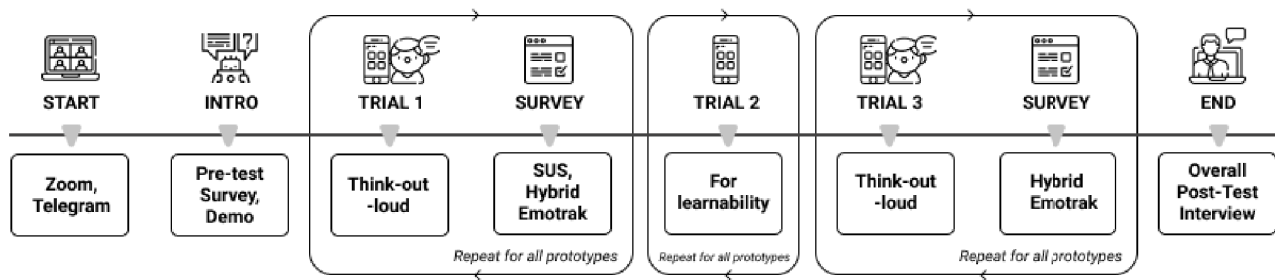 ?
START
INTRO
TRIAL 1
SURVEY
TRIAL 2
TRIAL 3
SURVEY
END
Zoom,
Telegram
Pre-test
Survey,
Demo
Think-out
-loud
SUS,
Hybrid
Emotrak
For
learnability
Think-out
-loud
Hybrid
Emotrak
Overall
Post-Test
Interview
Repeat for all prototypes
Repeat for all prototypes
Repeat for all prototypes